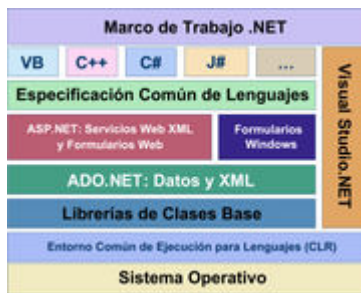 Marco de Trabajo .NET
VB
C++
C#
J#
...
Especificación Común de Lenguajes
ASP.NET: Servicios Web XML
y Formularios Web
Formularios
Windows
ADO.NET: Datos y XML
Librerías de Clases Base
Entorno Común de Ejecución para Lenguajes (CLR)
Sistema Operativo
Visual Studio.NET